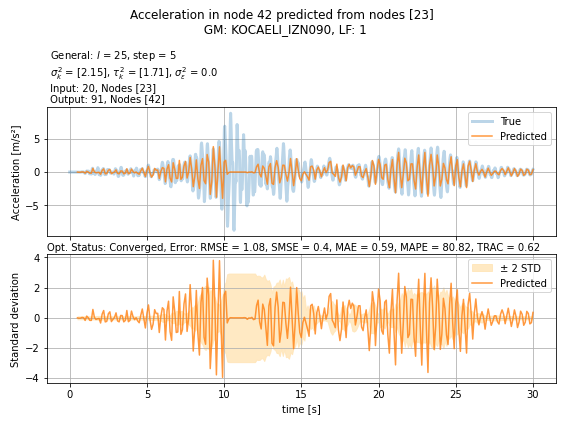 Acceleration in node 42 predicted from nodes [23]
GM: KOCAELI_IZN090, LF: 1
General: l = 25, step = 5
σ²ₖ = [2.15], τ²ₖ = [1.71], σ²ε = 0.0
Input: 20, Nodes [23]
Output: 91, Nodes [42]
True
Predicted
Acceleration [m/s²]
5
0
−5
Opt. Status: Converged, Error: RMSE = 1.08, SMSE = 0.4, MAE = 0.59, MAPE = 80.82, TRAC = 0.62
± 2 STD
Predicted
Standard deviation
4
2
0
−2
−4
0 5 10 15 20 25 30
time [s]